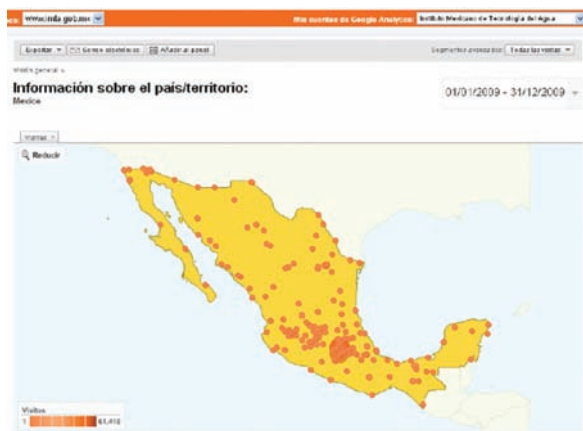 www.imta.gob.mx
Mis cuentas de Google Analytics: Instituto Mexicano de Tecnología del Agua
Exportar Correo electrónico Añadir al panel
Segmentos avanzados: Todas las visitas
Visión general »
Información sobre el país/territorio:
Mexico
01/01/2009 - 31/12/2009
Visitas
Reducir
Visitas
1